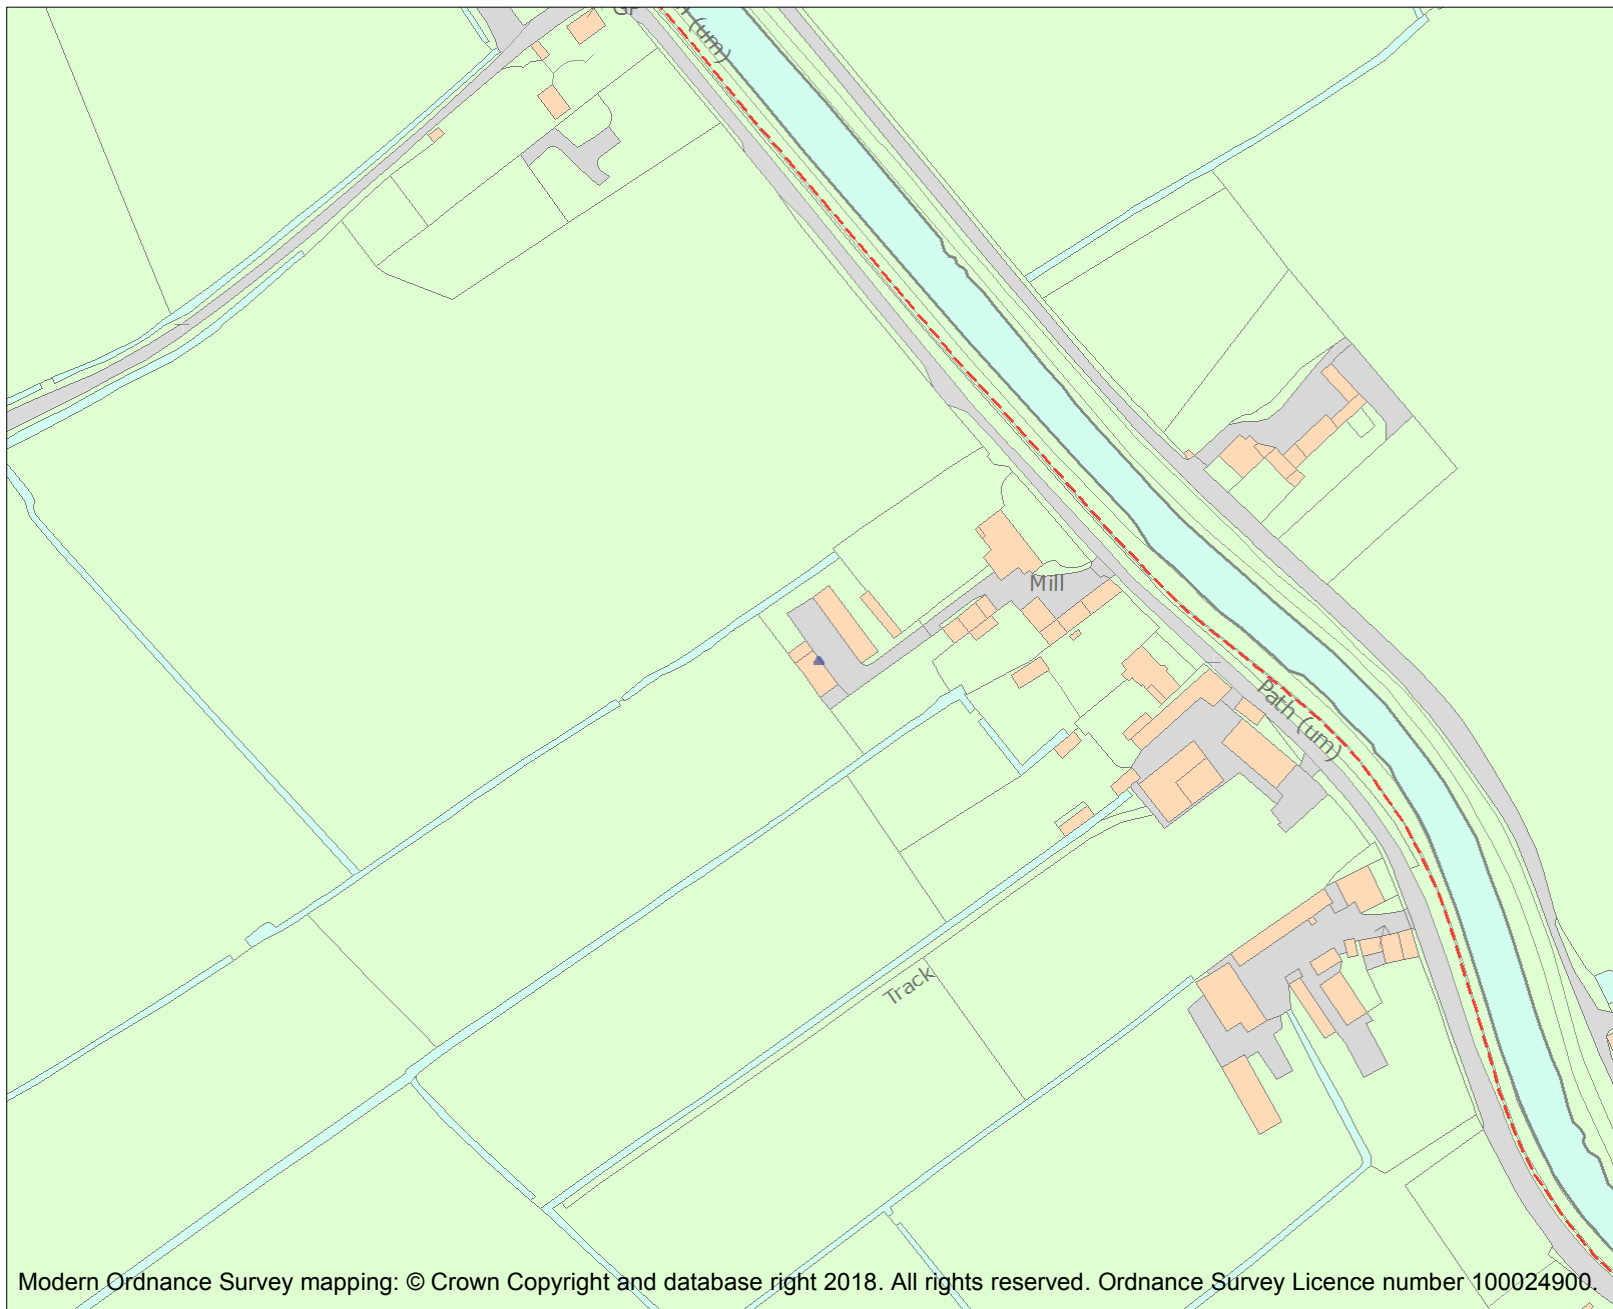 (um)
Mill
Path (um)
Track
Modern Ordnance Survey mapping: © Crown Copyright and database right 2018. All rights reserved. Ordnance Survey Licence number 100024900.